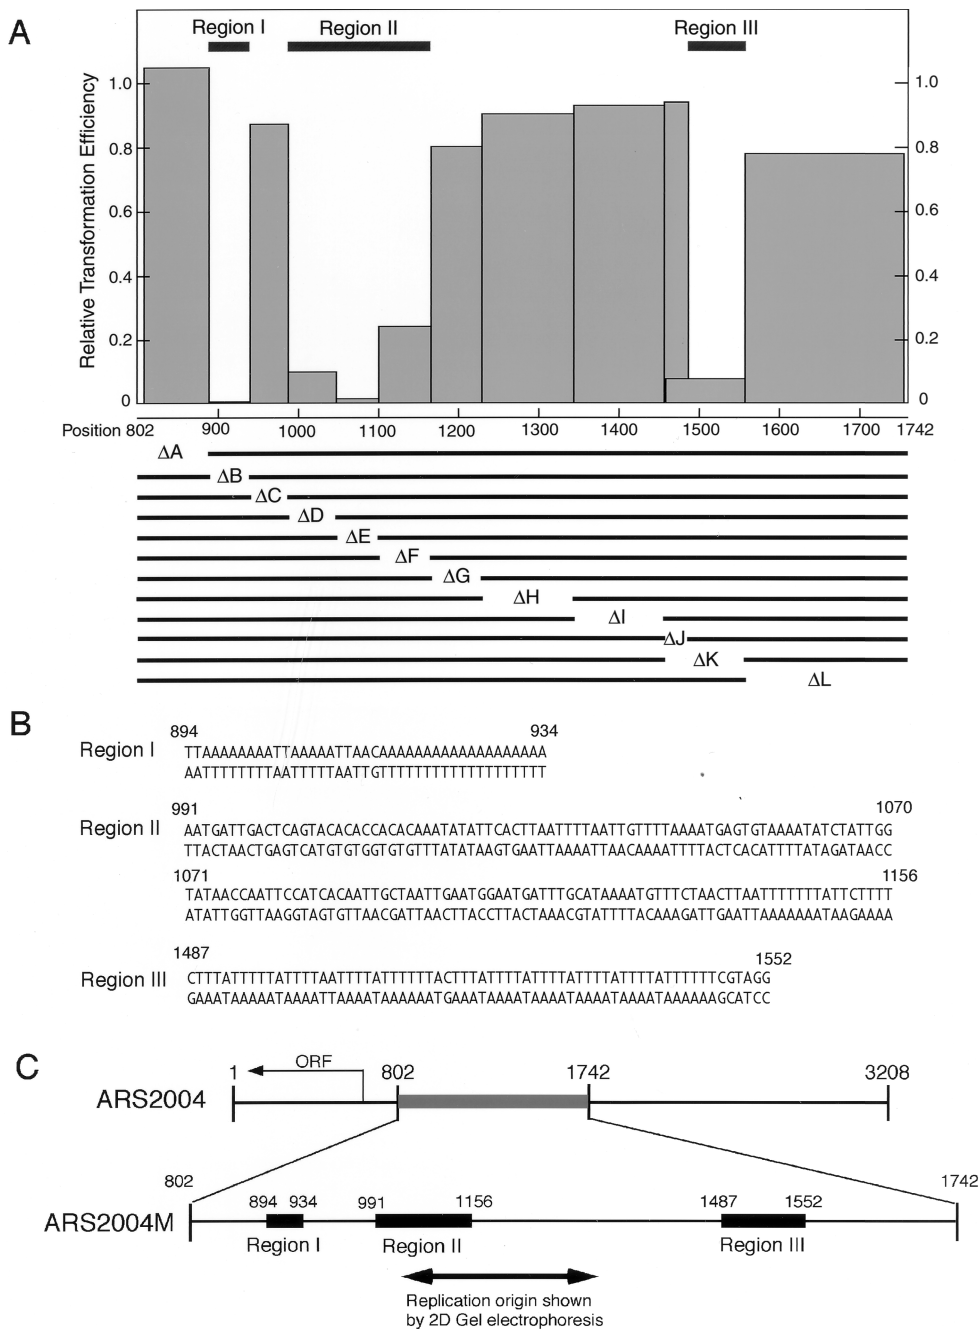 A
Region I Region II Region III
Relative Transformation Efficiency
1.0 1.0
0.8 0.8
0.6 0.6
0.4 0.4
0.2 0.2
0 0
Position 802 900 1000 1100 1200 1300 1400 1500 1600 1700 1742
ΔA
ΔB
ΔC
ΔD
ΔE
ΔF
ΔG
ΔH
ΔI
ΔJ
ΔK
ΔL
B
894 934
Region I TTAAAAAAAATTAAAAATTAACAAAAAAAAAAAAAAAAAAA
AATTTTTTTTAATTTTTAATTGTTTTTTTTTTTTTTTTTTT
991 1070
Region II AATGATTGACTCAGTACACACCACACAAATATATTCACTTAATTTTAATTGTTTTAAAATGAGTGTAAAATATCTATTGG
TTACTAACTGAGTCATGTGTGGTGTGTTTATATAAGTGAATTAAAATTAACAAAATTTTACTCACATTTTATAGATAACC
1071 1156
TATAACCAATTCCATCACAATTGCTAATTGAATGGAATGATTTGCATAAAATGTTTCTAACTTAATTTTTTTATTCTTTT
ATATTGGTTAAGGTAGTGTTAACGATTAACTTACCTTACTAAACGTATTTTACAAAGATTGAATTAAAAAAATAAGAAAA
1487 1552
Region III CTTTATTTTTATTTTAATTTTATTTTTTACTTTATTTTATTTTATTTTATTTTATTTTTTCGTAGG
GAAATAAAAATAAAATTAAAATAAAAAATGAAATAAAATAAAATAAAATAAAATAAAAAAGCATCC
C
1 ORF 802 1742 3208
ARS2004
802 1742
894 934 991 1156 1487 1552
ARS2004M
Region I Region II Region III
Replication origin shown
by 2D Gel electrophoresis